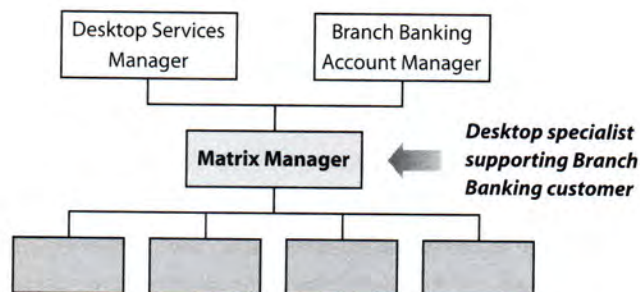 Desktop Services
Manager
Branch Banking
Account Manager
Matrix Manager
Desktop specialist
supporting Branch
Banking customer